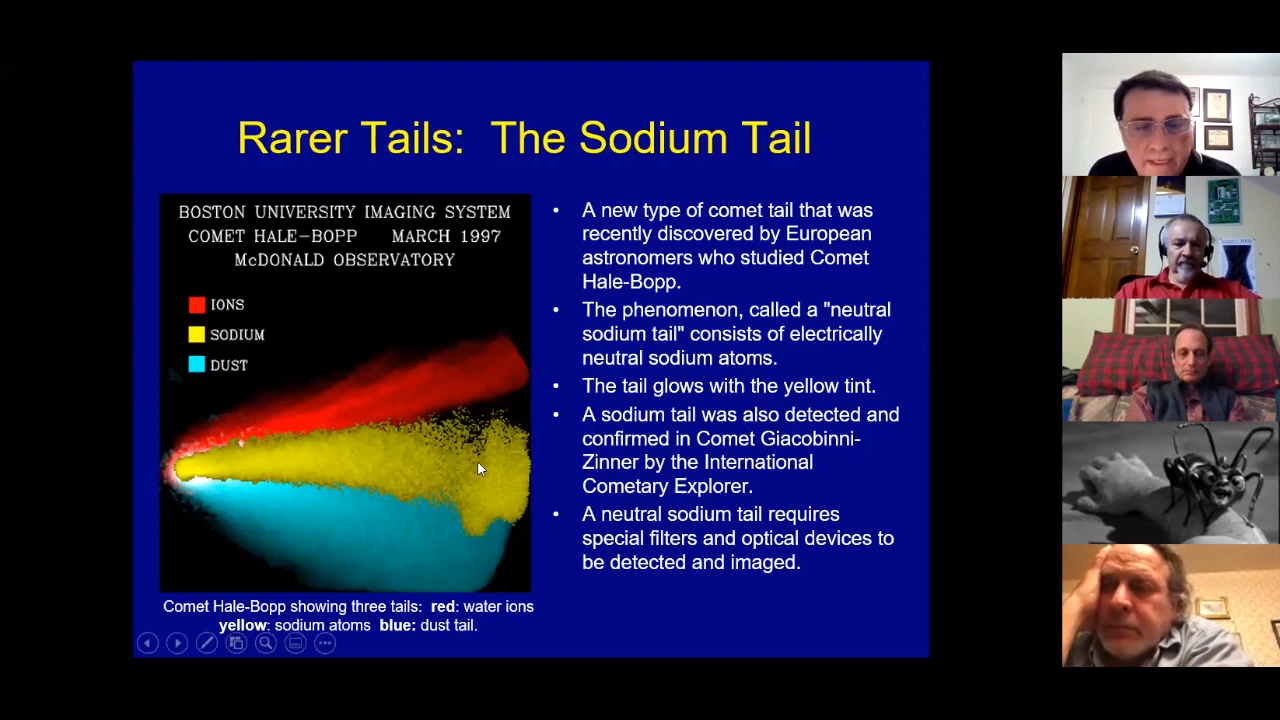 Rarer Tails: The Sodium Tail
BOSTON UNIVERSITY IMAGING SYSTEM
COMET HALE-BOPP MARCH 1997
McDONALD OBSERVATORY
IONS
SODIUM
DUST
Comet Hale-Bopp showing three tails: red: water ions
yellow: sodium atoms blue: dust tail.
• A new type of comet tail that was
recently discovered by European
astronomers who studied Comet
Hale-Bopp.
• The phenomenon, called a "neutral
sodium tail" consists of electrically
neutral sodium atoms.
• The tail glows with the yellow tint.
• A sodium tail was also detected and
confirmed in Comet Giacobinni-
Zinner by the International
Cometary Explorer.
• A neutral sodium tail requires
special filters and optical devices to
be detected and imaged.